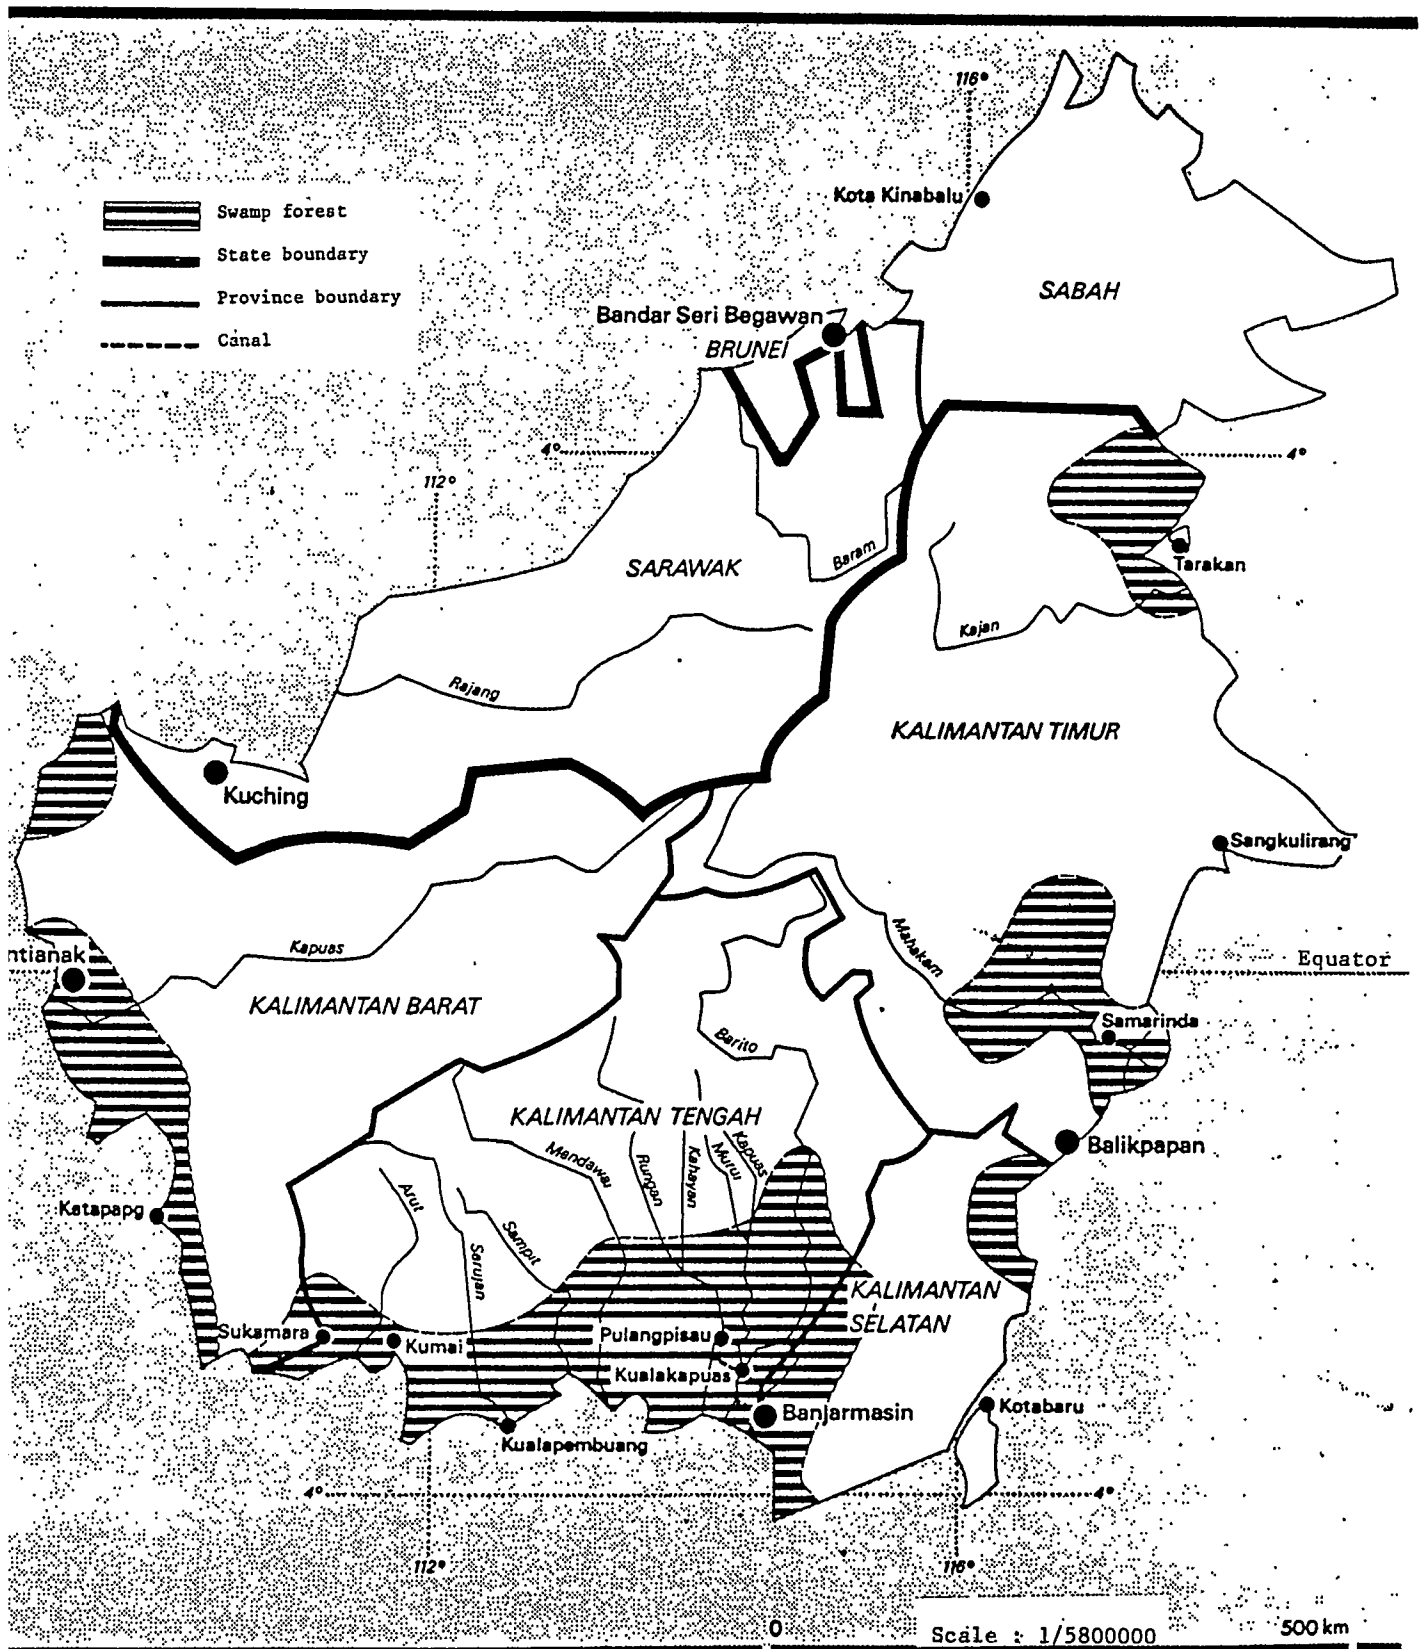 116°
Kota Kinabalu
Swamp forest
State boundary
SABAH
Province boundary
Bandar Seri Begawan
Canal
BRUNEI
4°
4°
112°
Baram
SARAWAK
Tarakan
Kajan
Rajang
KALIMANTAN TIMUR
Kuching
Sangkulirang
Mahakam
Kapuas
ntianak
Equator
KALIMANTAN BARAT
Samarinda
Barito
KALIMANTAN TENGAH
Balikpapan
Mendawai
Rungan
Kahayan
Kapuas
Arut
Katapapg
Sampit
KALIMANTAN
SELATAN
Sukamara
Kumai
Pulangpisau
Kualakapuas
Banjarmasin
Kotabaru
Kualapembuang
4°
4°
112°
116°
0
500 km
Scale : 1/5800000